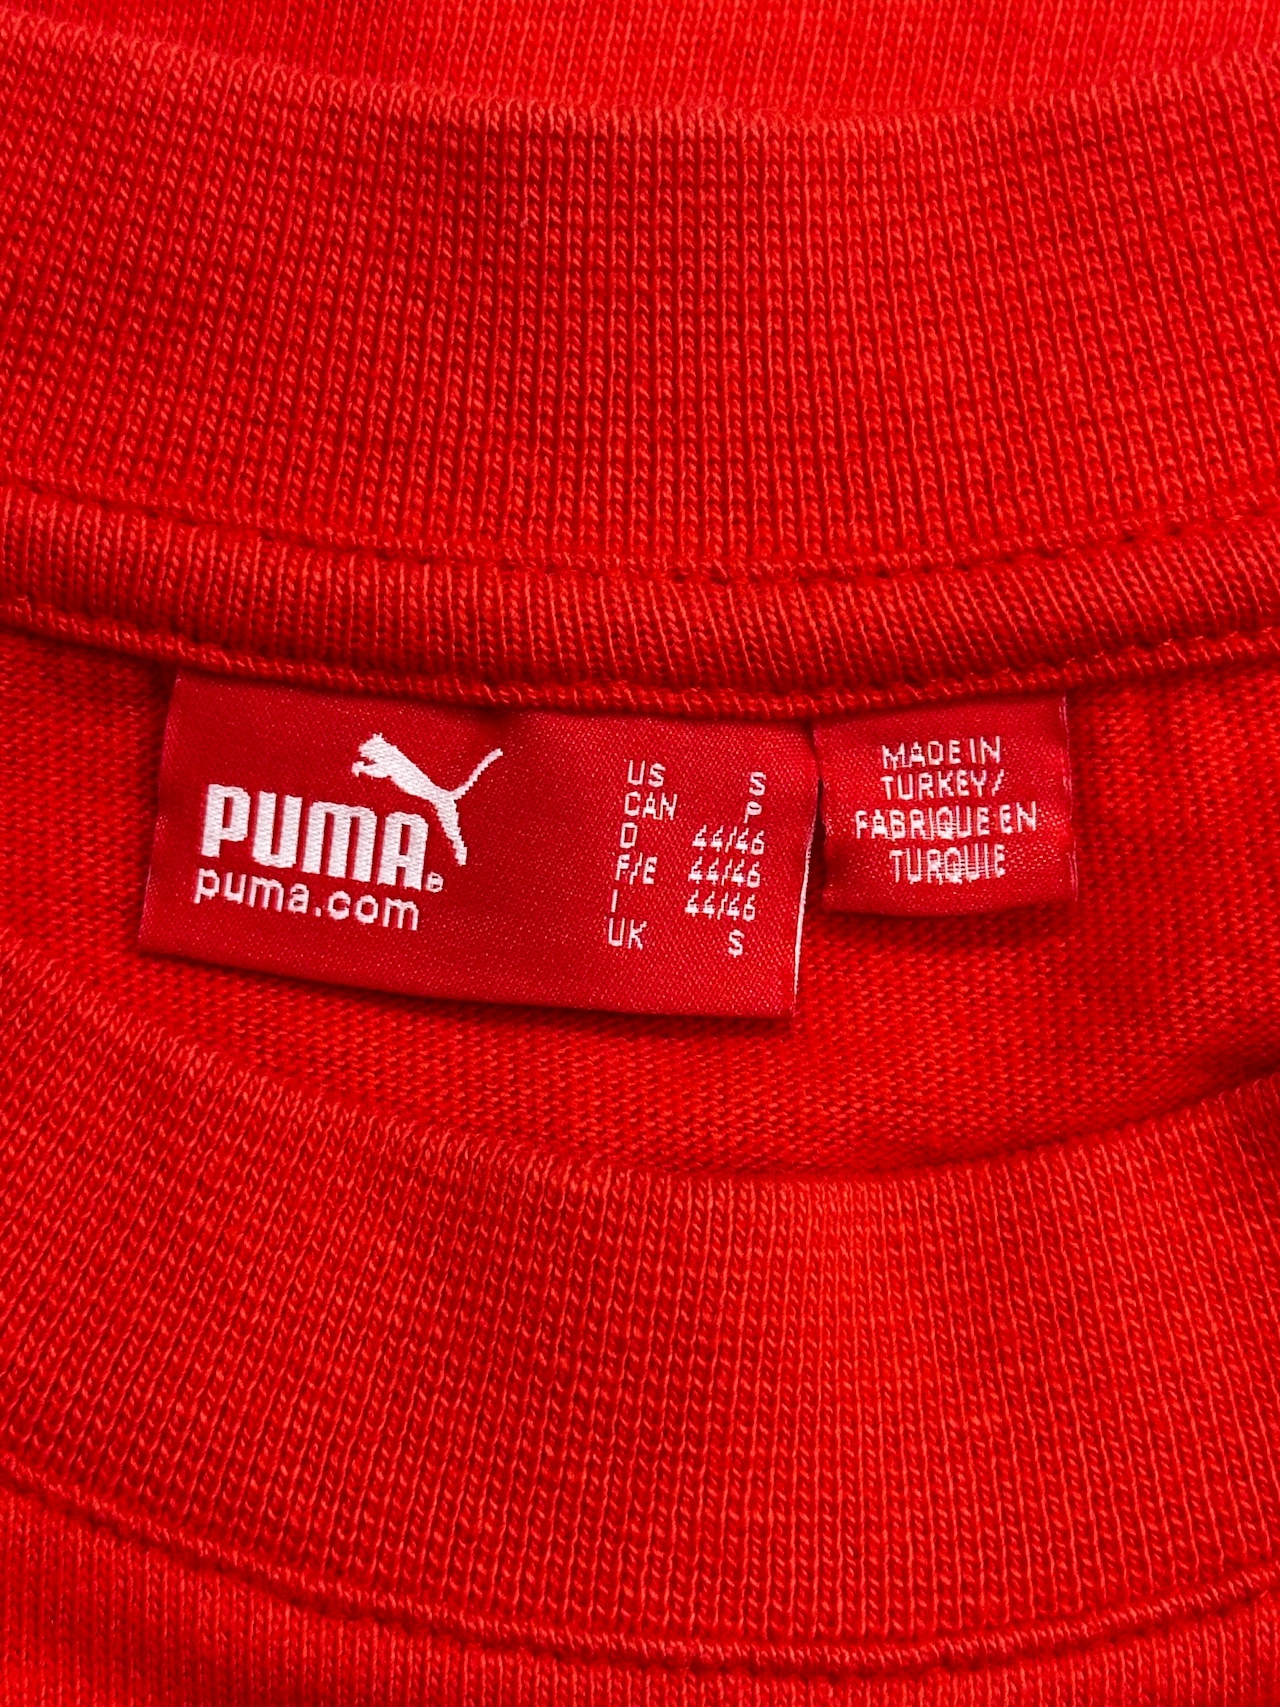 PUMA®
puma.com
US S
CAN P
D 44/46
F/E 44/46
I 44/46
UK S
MADE IN
TURKEY/
FABRIQUE EN
TURQUIE